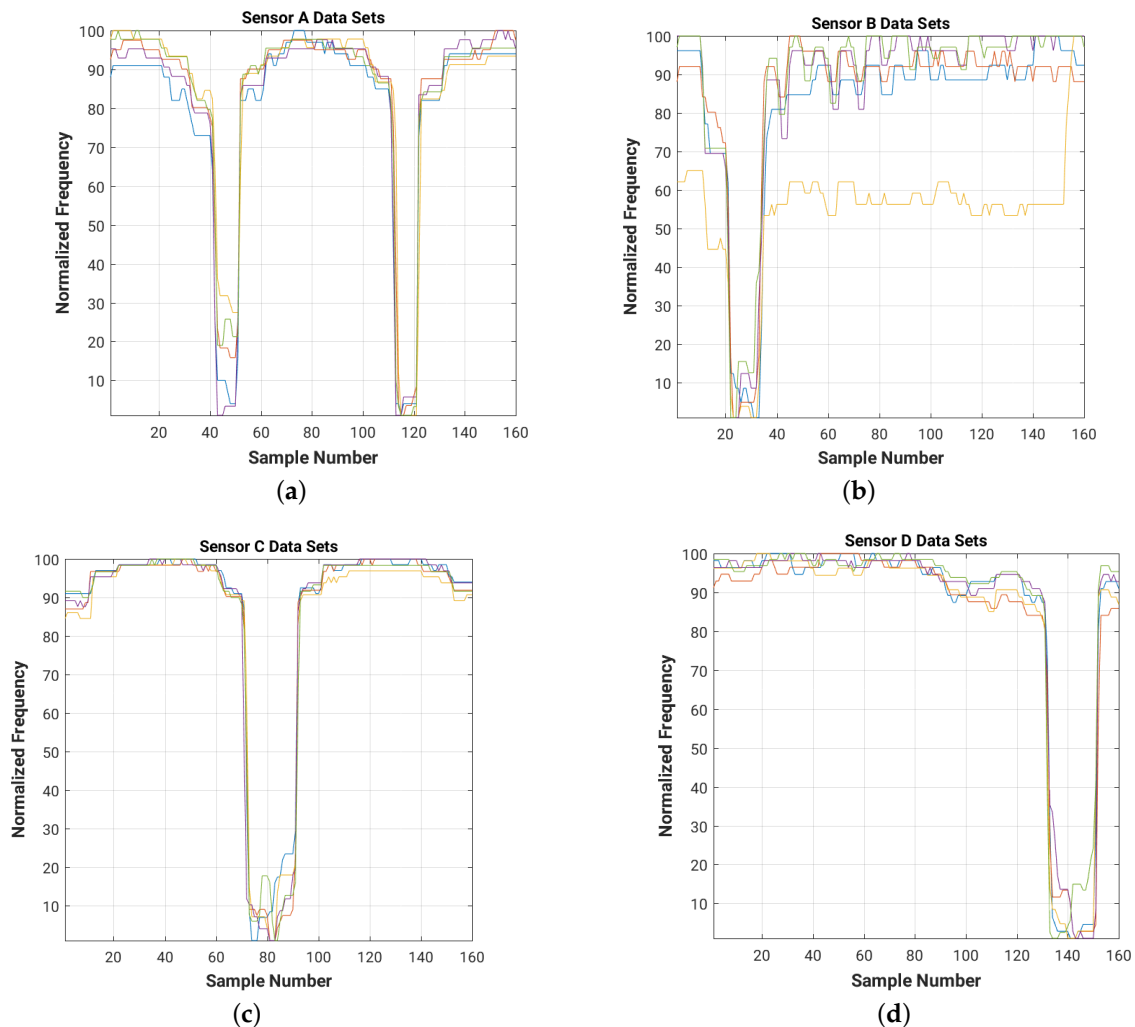 Sensor A Data Sets
Normalized Frequency
100
90
80
70
60
50
40
30
20
10
20 40 60 80 100 120 140 160
Sample Number
(a)
Sensor B Data Sets
Normalized Frequency
100
90
80
70
60
50
40
30
20
10
20 40 60 80 100 120 140 160
Sample Number
(b)
Sensor C Data Sets
Normalized Frequency
100
90
80
70
60
50
40
30
20
10
20 40 60 80 100 120 140 160
Sample Number
(c)
Sensor D Data Sets
Normalized Frequency
100
90
80
70
60
50
40
30
20
10
20 40 60 80 100 120 140 160
Sample Number
(d)